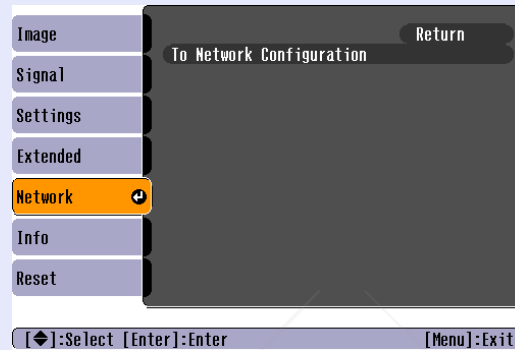 Image
Signal
Settings
Extended
Network
Info
Reset
Return
To Network Configuration
[◆]:Select [Enter]:Enter [Menu]:Exit